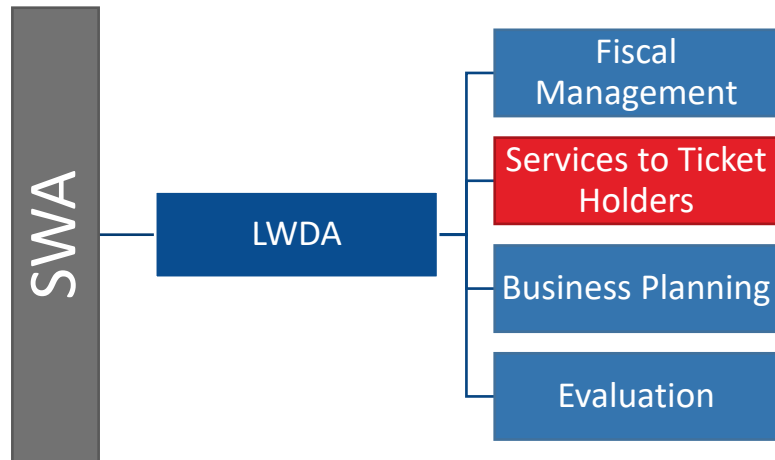 SWA
LWDA
Fiscal
Management
Services to Ticket
Holders
Business Planning
Evaluation